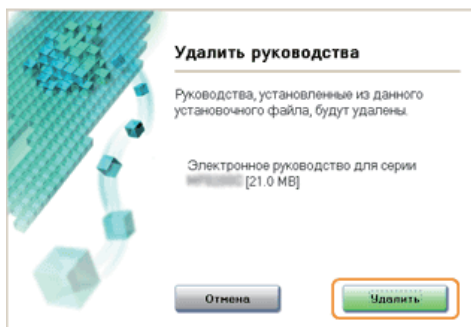 Удалить руководства
Руководства, установленные из данного
установочного файла, будут удалены.
Электронное руководство для серии
[21.0 MB]
Отмена
Удалить